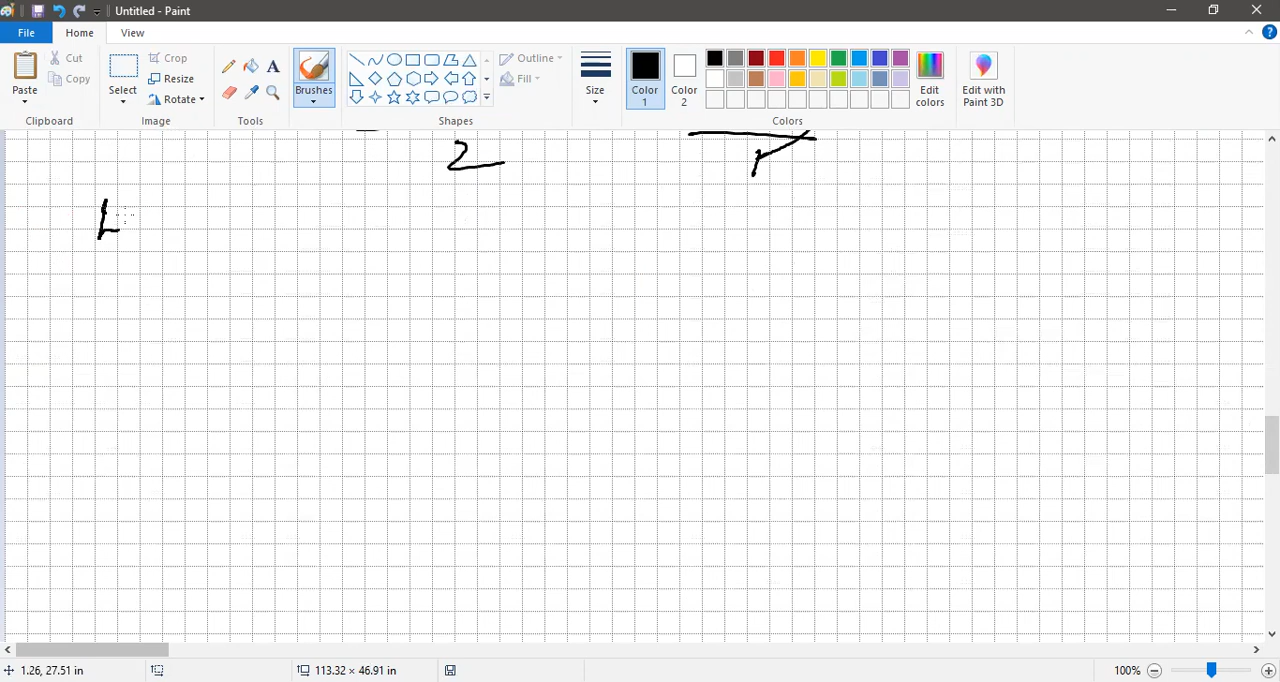 Untitled - Paint
File Home View
Paste
Cut
Copy
Clipboard
Select
Crop
Resize
Rotate
Image
Tools
Brushes
Shapes
Outline
Fill
Size
Color 1
Color 2
Edit colors
Edit with Paint 3D
Colors
2 r
L
1.26, 27.51 in 113.32 × 46.91 in 100%